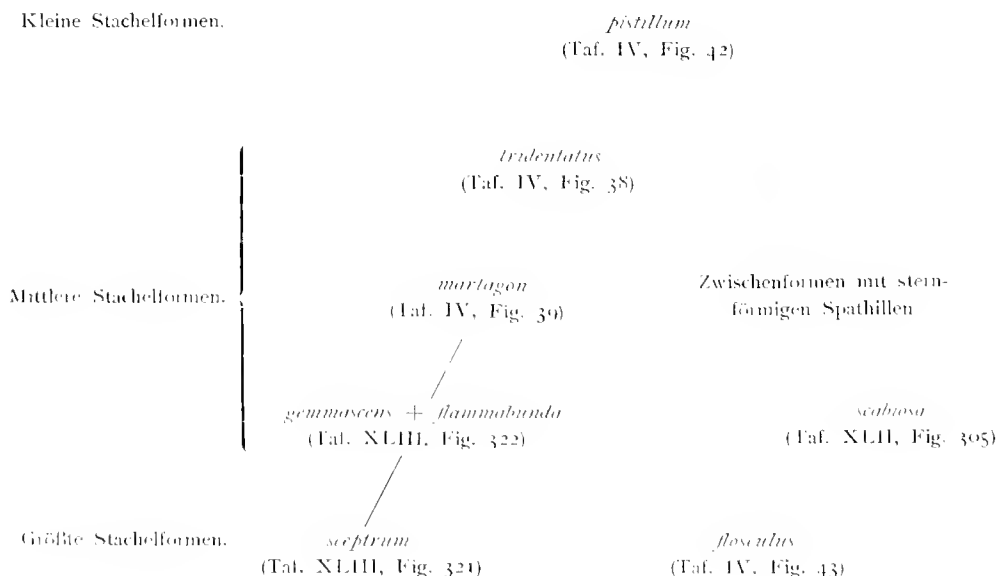 Kleine Stachelformen.
pistillum
(Taf. IV, Fig. 42)
tridentatus
(Taf. IV, Fig. 38)
Mittlere Stachelformen.
martagon
(Taf. IV, Fig. 39)
Zwischenformen mit stern-
förmigen Spathillen
gemmascens + flammabunda
(Taf. XLIII, Fig. 322)
scabiosa
(Taf. XLII, Fig. 305)
Größte Stachelformen.
sceptrum
(Taf. XLIII, Fig. 321)
flosculus
(Taf. IV, Fig. 43)